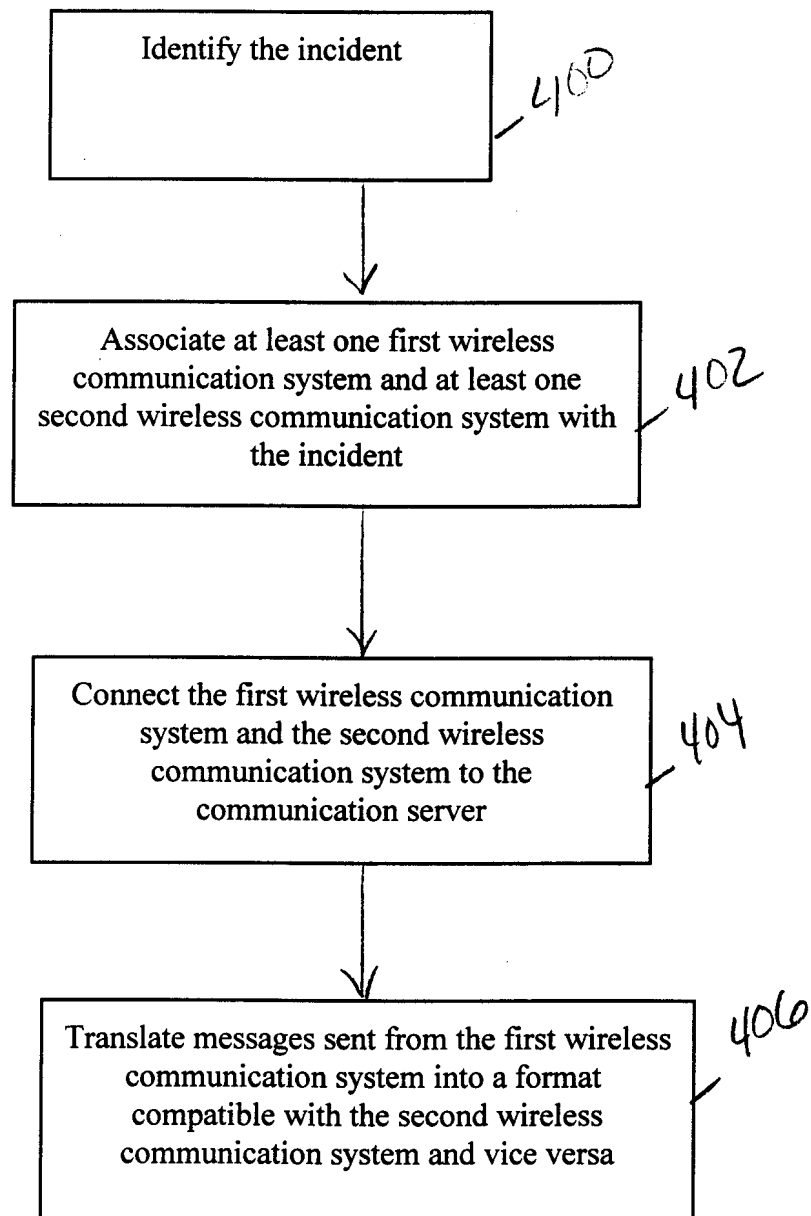 Identify the incident
400
Associate at least one first wireless
communication system and at least one
second wireless communication system with
the incident
402
Connect the first wireless communication
system and the second wireless
communication system to the
communication server
404
Translate messages sent from the first wireless
communication system into a format
compatible with the second wireless
communication system and vice versa
406